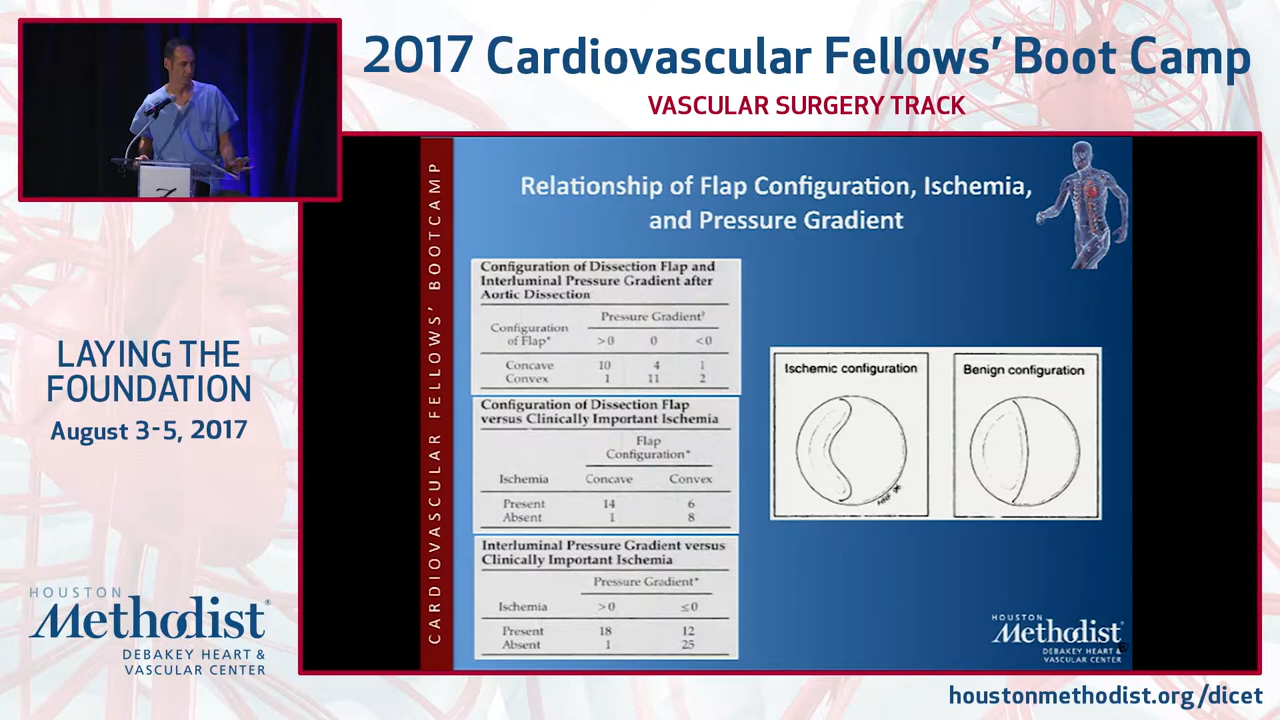 2017 Cardiovascular Fellows’ Boot Camp
VASCULAR SURGERY TRACK
LAYING THE
FOUNDATION
August 3-5, 2017
HOUSTON
Methodist®
DEBAKEY HEART &
VASCULAR CENTER
CARDIOVASCULAR FELLOWS’ BOOTCAMP
Relationship of Flap Configuration, Ischemia,
and Pressure Gradient
Configuration of Dissection Flap and
Interluminal Pressure Gradient after
Aortic Dissection
Pressure Gradient†
Configuration
of Flap* >0 0 <0
Concave 10 4 1
Convex 1 11 2
Configuration of Dissection Flap
versus Clinically Important Ischemia
Flap
Configuration*
Ischemia Concave Convex
Present 14 6
Absent 1 8
Interluminal Pressure Gradient versus
Clinically Important Ischemia
Pressure Gradient*
Ischemia >0 ≤0
Present 18 12
Absent 1 25
Ischemic configuration
Benign configuration
HOUSTON
Methodist
DEBAKEY HEART &
VASCULAR CENTER
houstonmethodist.org/dicet